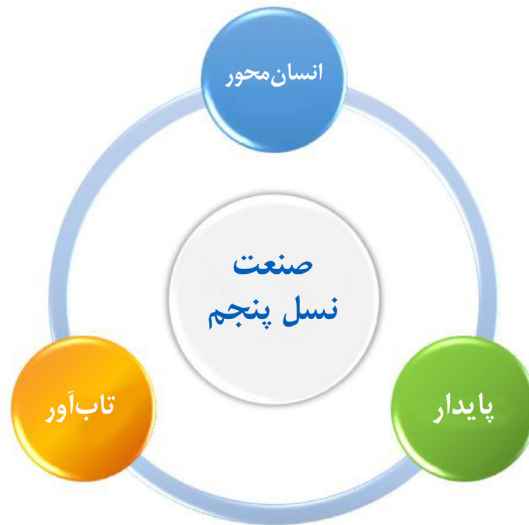 انسان‌محور
صنعت
نسل پنجم
پایدار
تاب‌آور